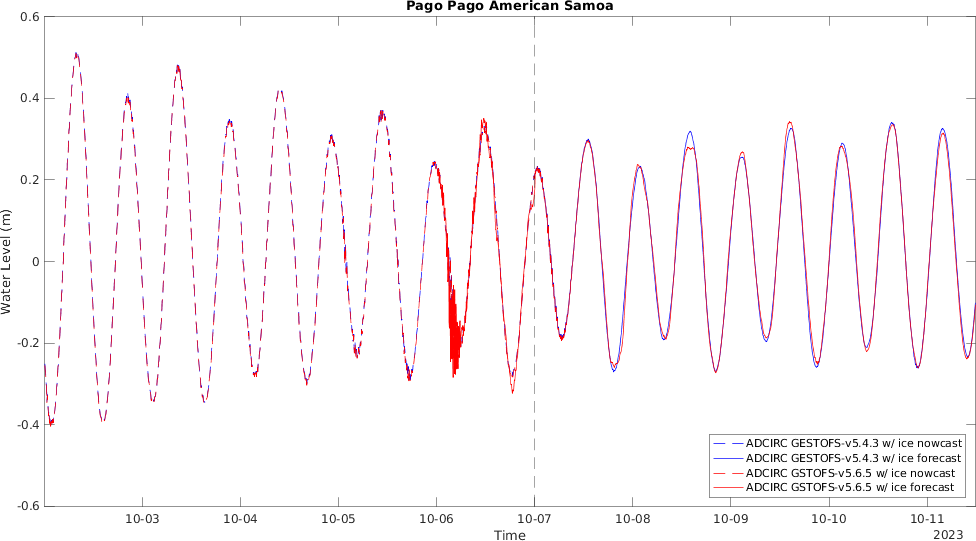 Pago Pago American Samoa
0.6
0.4
0.2
0
-0.2
-0.4
-0.6
Water Level (m)
ADCIRC GESTOFS-v5.4.3 w/ ice nowcast
ADCIRC GESTOFS-v5.4.3 w/ ice forecast
ADCIRC GSTOFS-v5.6.5 w/ ice nowcast
ADCIRC GSTOFS-v5.6.5 w/ ice forecast
10-03 10-04 10-05 10-06 10-07 10-08 10-09 10-10 10-11
Time
2023